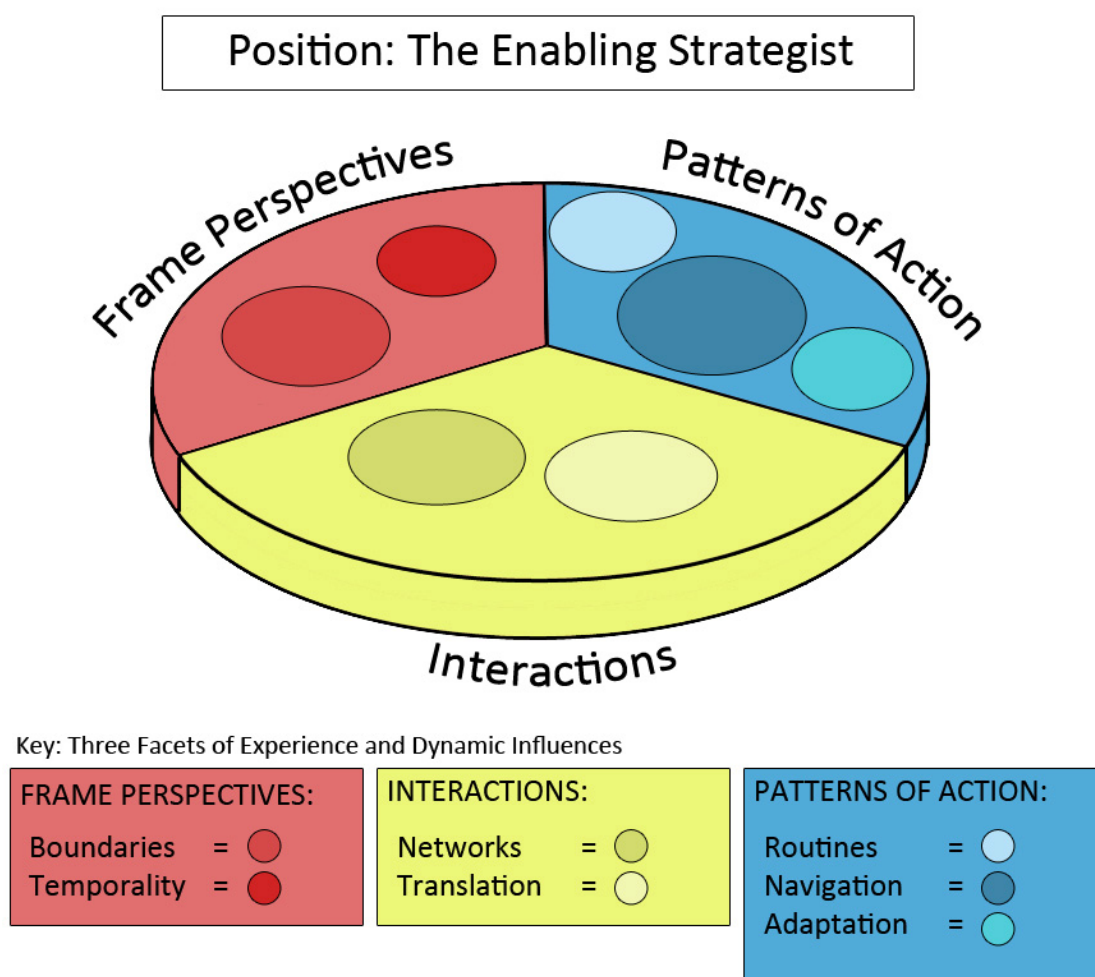 Position: The Enabling Strategist
Frame Perspectives
Patterns of Action
Interactions
Key: Three Facets of Experience and Dynamic Influences
FRAME PERSPECTIVES:
Boundaries =
Temporality =
INTERACTIONS:
Networks =
Translation =
PATTERNS OF ACTION:
Routines =
Navigation =
Adaptation =